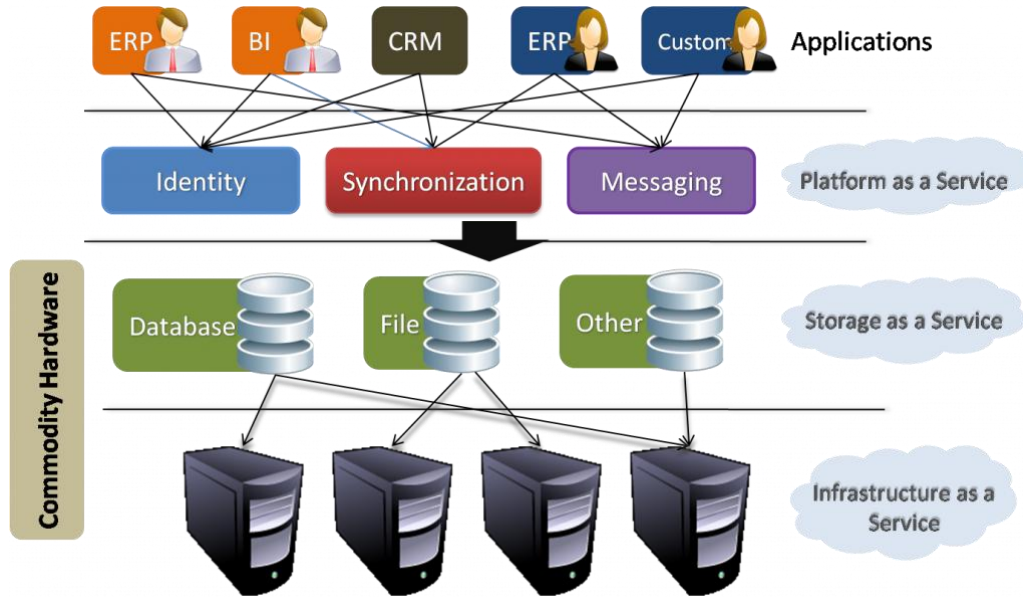 ERP
BI
CRM
ERP
Custom
Applications
Identity
Synchronization
Messaging
Platform as a Service
Commodity Hardware
Database
File
Other
Storage as a Service
Infrastructure as a
Service